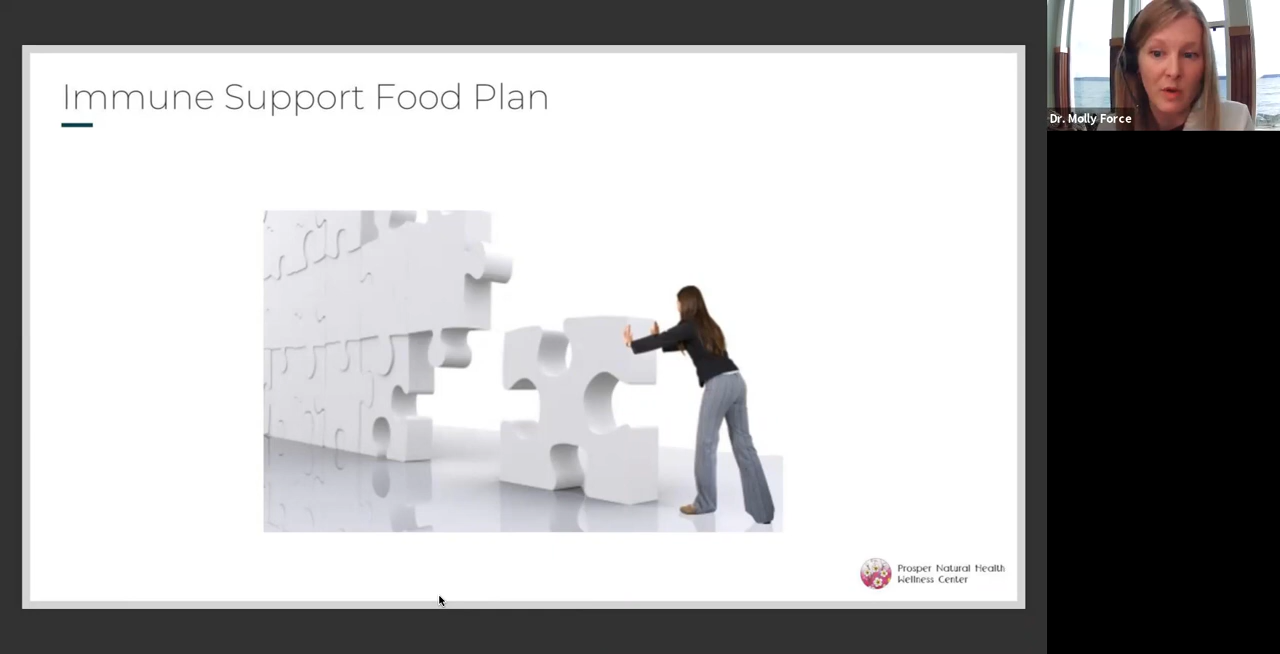 Immune Support Food Plan
Dr. Molly Force
Prosper Natural Health
Wellness Center